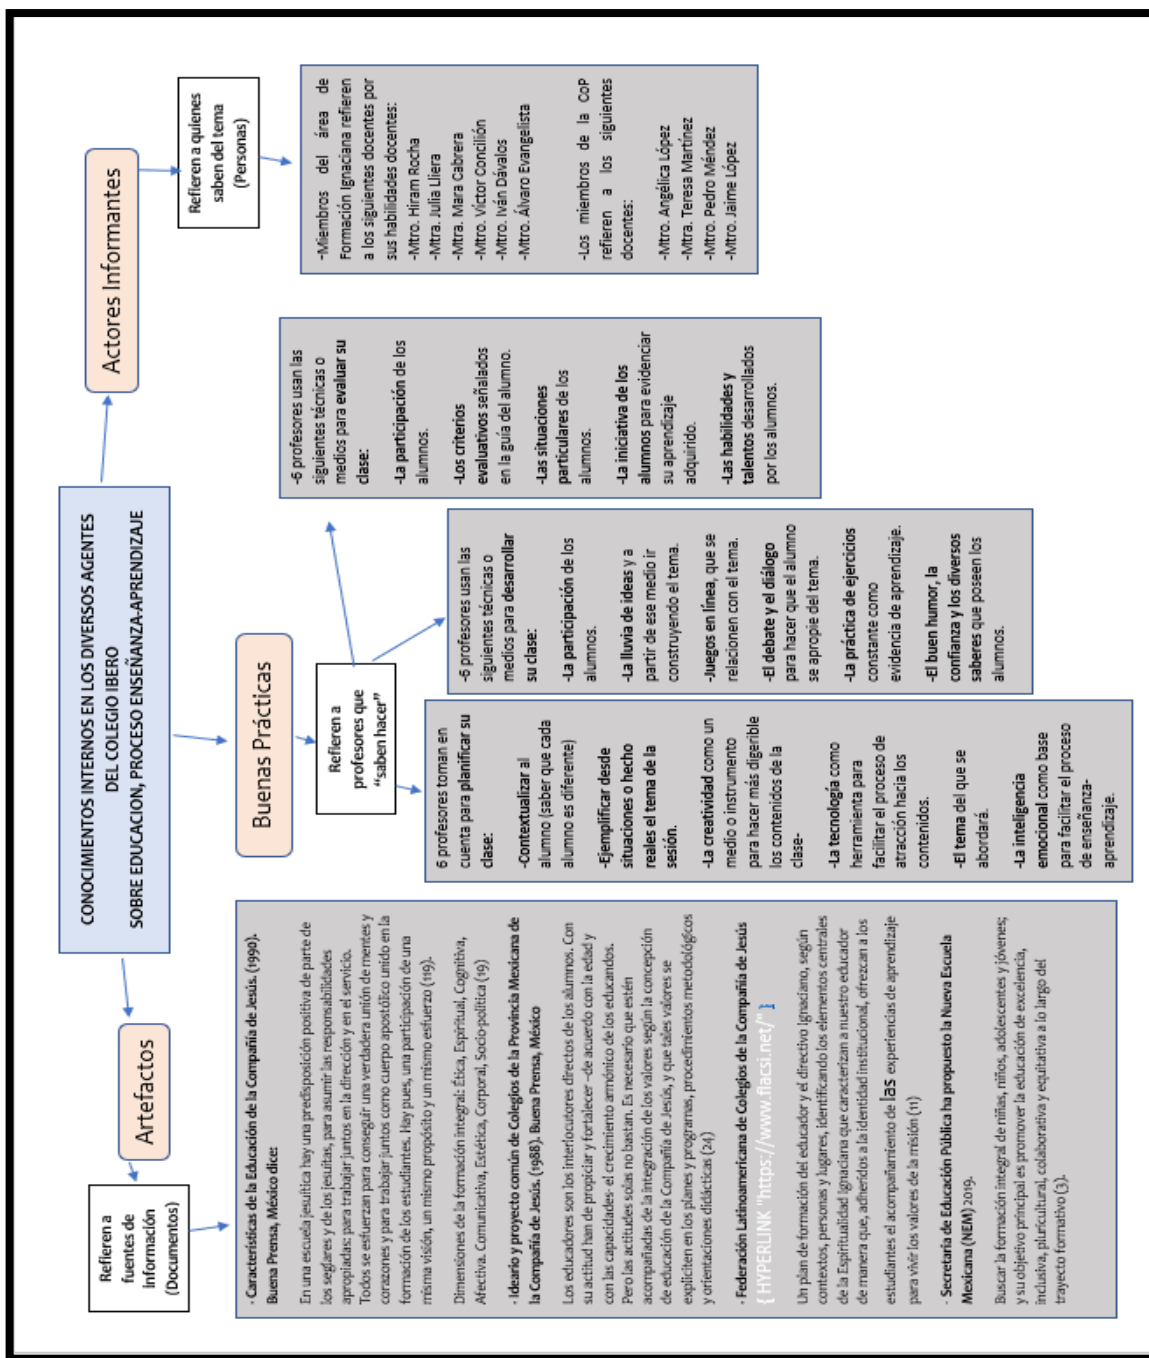 CONOCIMIENTOS INTERNOS EN LOS DIVERSOS AGENTES
DEL COLEGIO IBERO
SOBRE EDUCACION, PROCESO ENSEÑANZA-APRENDIZAJE
Artefactos
Refieren a
fuentes de
Información
(Documentos)
- Características de la Educación de la Compañía de Jesús. (1990).
Buena Prensa, México dice:
En una escuela jesuítica hay una predisposición positiva de parte de
los seglares y de los jesuitas, para asumir las responsabilidades
apropiadas: para trabajar juntos en la dirección y en el servicio.
Todos se esfuerzan para conseguir una verdadera unión de mentes y
corazones y para trabajar juntos como cuerpo apostólico unido en la
formación de los estudiantes. Hay pues, una participación de una
misma visión, un mismo propósito y un mismo esfuerzo (119).
Dimensiones de la formación integral: Ética, Espiritual, Cognitiva,
Afectiva. Comunicativa, Estética, Corporal, Socio-política (19)
- Ideario y proyecto común de Colegios de la Provincia Mexicana de
la Compañía de Jesús. (1988). Buena Prensa, México
Los educadores son los interlocutores directos de los alumnos. Con
su actitud han de propiciar y fortalecer -de acuerdo con la edad y
con las capacidades- el crecimiento armónico de los educandos.
Pero las actitudes solas no bastan. Es necesario que estén
acompañadas de la integración de los valores según la concepción
de educación de la Compañía de Jesús, y que tales valores se
expliciten en los planes y programas, procedimientos metodológicos
y orientaciones didácticas (24)
- Federación Latinoamericana de Colegios de la Compañía de Jesús
{ HYPERLINK "https://www.flacsi.net/" }
Un plan de formación del educador y el directivo ignaciano, según
contextos, personas y lugares, identificando los elementos centrales
de la Espiritualidad Ignaciana que caracterizan a nuestro educador
de manera que, adheridos a la identidad institucional, ofrezcan a los
estudiantes el acompañamiento de las experiencias de aprendizaje
para vivir los valores de la misión (11)
- Secretaría de Educación Pública ha propuesto la Nueva Escuela
Mexicana (NEM) 2019.
Buscar la formación integral de niñas, niños, adolescentes y jóvenes;
y su objetivo principal es promover la educación de excelencia,
inclusiva, pluricultural, colaborativa y equitativa a lo largo del
trayecto formativo (3).
Buenas Prácticas
Refieren a
profesores que
“saben hacer”
6 profesores toman en
cuenta para planificar su
clase:
-Contextualizar al
alumno (saber que cada
alumno es diferente)
-Ejemplificar desde
situaciones o hecho
reales el tema de la
sesión.
-La creatividad como un
medio o instrumento
para hacer más digerible
los contenidos de la
clase-
-La tecnología como
herramienta para
facilitar el proceso de
atracción hacia los
contenidos.
-El tema del que se
abordará.
-La inteligencia
emocional como base
para facilitar el proceso
de enseñanza-
aprendizaje.
-6 profesores usan las
siguientes técnicas o
medios para desarrollar
su clase:
-La participación de los
alumnos.
-La lluvia de ideas y a
partir de ese medio ir
construyendo el tema.
-Juegos en línea, que se
relacionen con el tema.
-El debate y el diálogo
para hacer que el alumno
se apropie del tema.
-La práctica de ejercicios
constante como
evidencia de aprendizaje.
-El buen humor, la
confianza y los diversos
saberes que poseen los
alumnos.
-6 profesores usan las
siguientes técnicas o
medios para evaluar su
clase:
-La participación de los
alumnos.
-Los criterios
evaluativos señalados
en la guía del alumno.
-Las situaciones
particulares de los
alumnos.
-La iniciativa de los
alumnos para evidenciar
su aprendizaje
adquirido.
-Las habilidades y
talentos desarrollados
por los alumnos.
Actores Informantes
Refieren a quienes
saben del tema
(Personas)
-Miembros del área de
Formación Ignaciana refieren
a los siguientes docentes por
sus habilidades docentes:
-Mtro. Hiram Rocha
-Mtra. Julia Lliera
-Mtra. Mara Cabrera
-Mtro. Víctor Concilión
-Mtro. Iván Dávalos
-Mtro. Álvaro Evangelista
-Los miembros de la CoP
refieren a los siguientes
docentes:
-Mtro. Angélica López
-Mtra. Teresa Martínez
-Mtro. Pedro Méndez
-Mtro. Jaime López